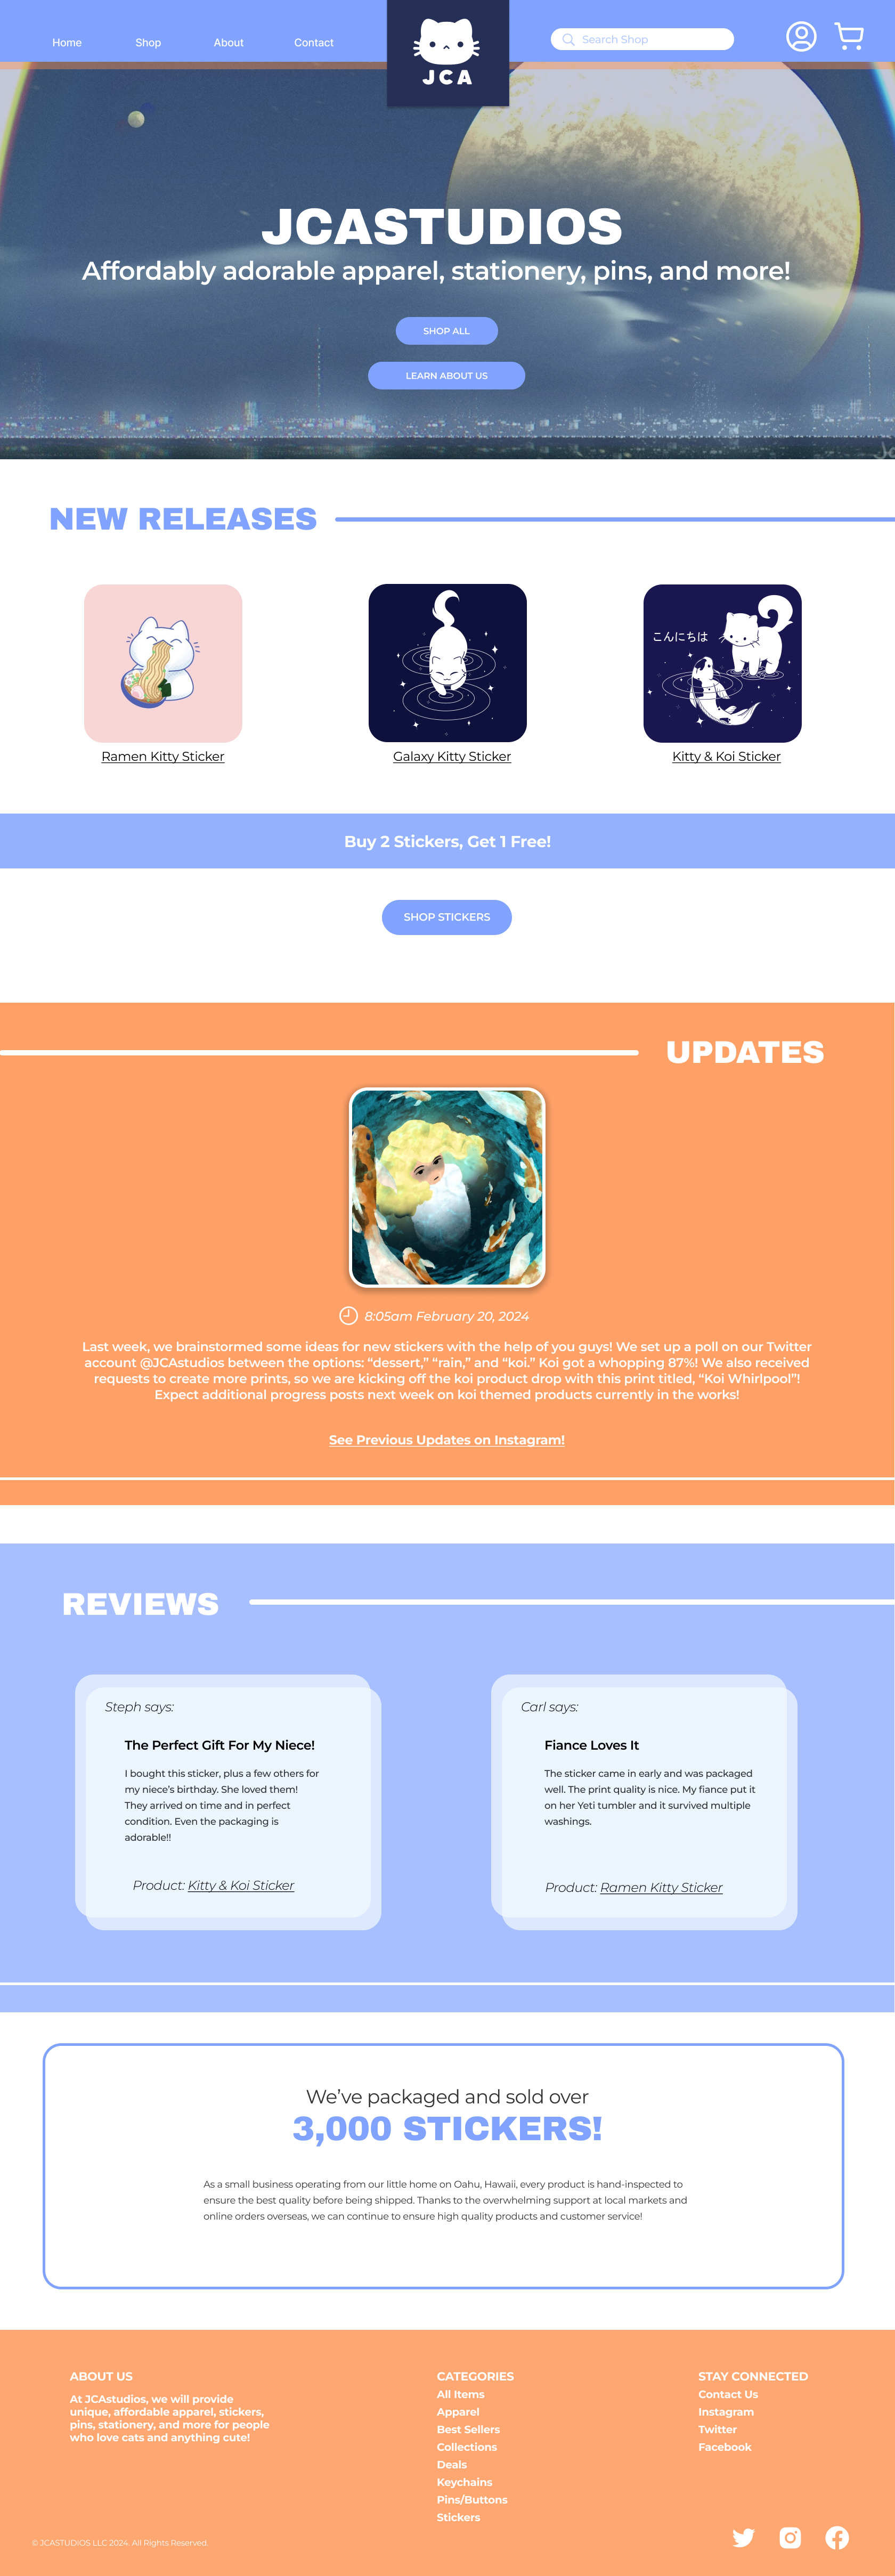 Home
Shop
About
Contact
JCA
Search Shop
JCASTUDIOS
Affordably adorable apparel, stationery, pins, and more!
SHOP ALL
LEARN ABOUT US
NEW RELEASES
こんにちは
Ramen Kitty Sticker
Galaxy Kitty Sticker
Kitty & Koi Sticker
Buy 2 Stickers, Get 1 Free!
SHOP STICKERS
UPDATES
8:05am February 20, 2024
Last week, we brainstormed some ideas for new stickers with the help of you guys! We set up a poll on our Twitter
account @JCAstudios between the options: “dessert,” “rain,” and “koi.” Koi got a whopping 87%! We also received
requests to create more prints, so we are kicking off the koi product drop with this print titled, “Koi Whirlpool”!
Expect additional progress posts next week on koi themed products currently in the works!
See Previous Updates on Instagram!
REVIEWS
Steph says:
The Perfect Gift For My Niece!
I bought this sticker, plus a few others for
my niece’s birthday. She loved them!
They arrived on time and in perfect
condition. Even the packaging is
adorable!!
Product: Kitty & Koi Sticker
Carl says:
Fiance Loves It
The sticker came in early and was packaged
well. The print quality is nice. My fiance put it
on her Yeti tumbler and it survived multiple
washings.
Product: Ramen Kitty Sticker
We’ve packaged and sold over
3,000 STICKERS!
As a small business operating from our little home on Oahu, Hawaii, every product is hand-inspected to
ensure the best quality before being shipped. Thanks to the overwhelming support at local markets and
online orders overseas, we can continue to ensure high quality products and customer service!
ABOUT US
At JCAstudios, we will provide
unique, affordable apparel, stickers,
pins, stationery, and more for people
who love cats and anything cute!
CATEGORIES
All Items
Apparel
Best Sellers
Collections
Deals
Keychains
Pins/Buttons
Stickers
STAY CONNECTED
Contact Us
Instagram
Twitter
Facebook
© JCASTUDIOS LLC 2024. All Rights Reserved.